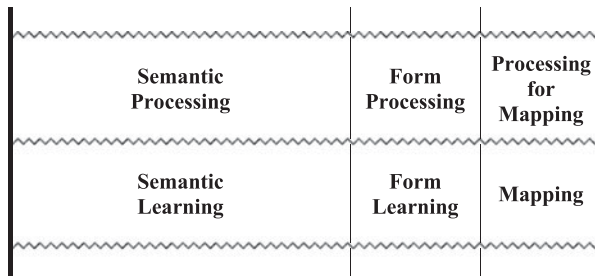 Semantic
Processing
Form
Processing
Processing
for
Mapping
Semantic
Learning
Form
Learning
Mapping